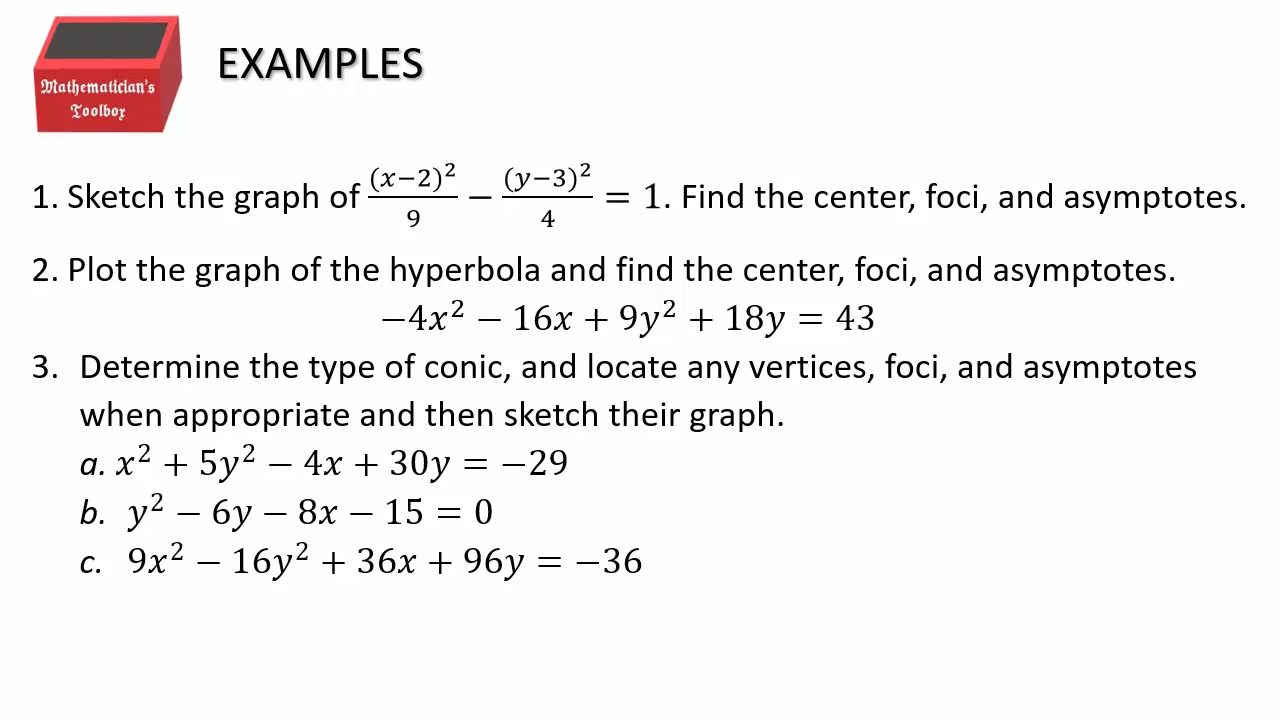 Mathematician's
Toolbox
EXAMPLES
1. Sketch the graph of (x−2)²/9 − (y−3)²/4 = 1. Find the center, foci, and asymptotes.
2. Plot the graph of the hyperbola and find the center, foci, and asymptotes.
−4x² − 16x + 9y² + 18y = 43
3. Determine the type of conic, and locate any vertices, foci, and asymptotes
when appropriate and then sketch their graph.
a. x² + 5y² − 4x + 30y = −29
b. y² − 6y − 8x − 15 = 0
c. 9x² − 16y² + 36x + 96y = −36